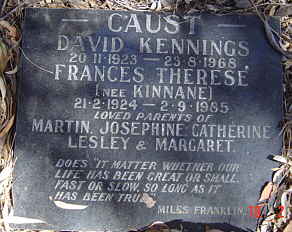 CAUST
DAVID KENNINGS
20·11·1923 — 23·8·1968
FRANCES THERESE
(NEE KINNANE)
21·2·1924 — 2·9·1985
LOVED PARENTS OF
MARTIN, JOSEPHINE, CATHERINE
LESLEY & MARGARET.
DOES IT MATTER WHETHER OUR
LIFE HAS BEEN GREAT OR SMALL,
FAST OR SLOW, SO LONG AS IT
HAS BEEN TRUE
MILES FRANKLIN.